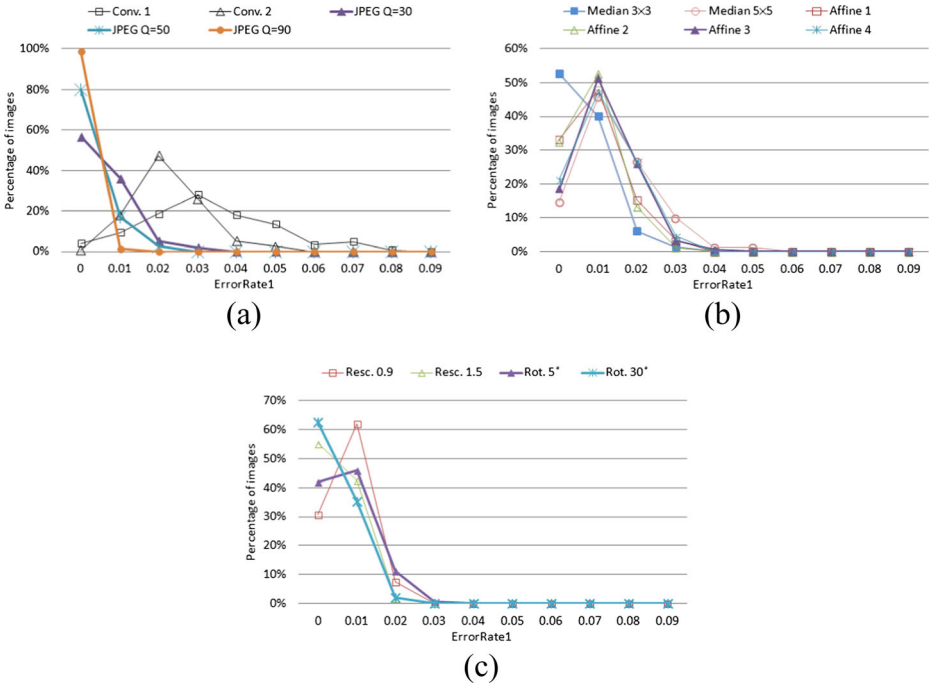 Conv. 1 Conv. 2 JPEG Q=30
JPEG Q=50 JPEG Q=90
100%
80%
60%
40%
20%
0%
Percentage of images
0 0.01 0.02 0.03 0.04 0.05 0.06 0.07 0.08 0.09
ErrorRate1
(a)
Median 3×3 Median 5×5 Affine 1
Affine 2 Affine 3 Affine 4
60%
50%
40%
30%
20%
10%
0%
Percentage of images
0 0.01 0.02 0.03 0.04 0.05 0.06 0.07 0.08 0.09
ErrorRate1
(b)
Resc. 0.9 Resc. 1.5 Rot. 5˚ Rot. 30˚
70%
60%
50%
40%
30%
20%
10%
0%
Percentage of images
0 0.01 0.02 0.03 0.04 0.05 0.06 0.07 0.08 0.09
ErrorRate1
(c)